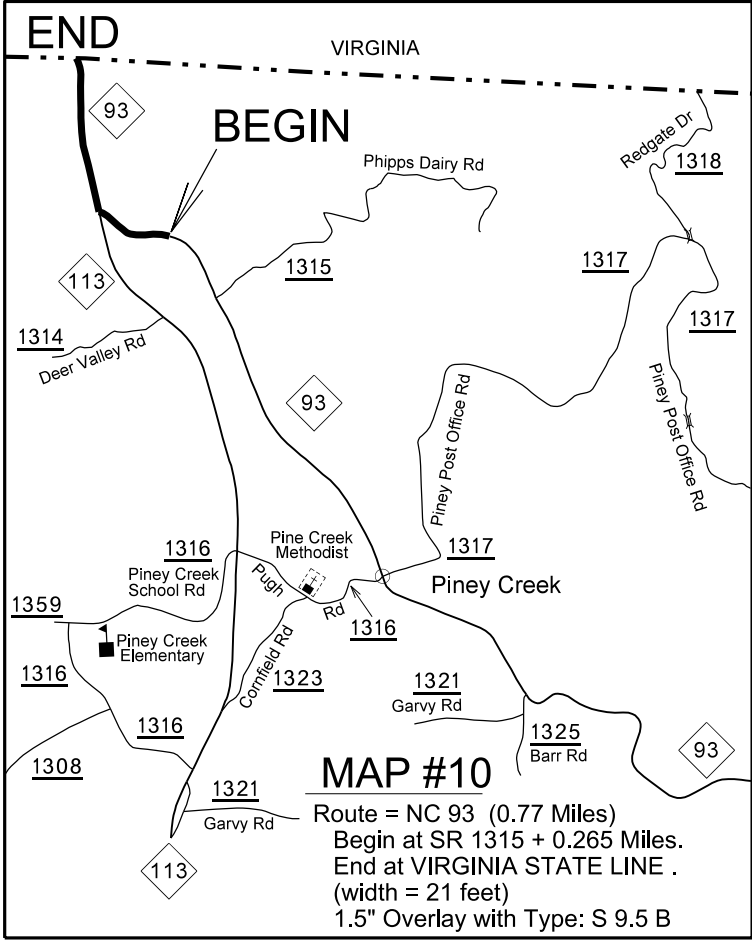 END
VIRGINIA
93
BEGIN
Redgate Dr
Phipps Dairy Rd
1318
1317
1315
113
1317
1314
Deer Valley Rd
93
Piney Post Office Rd
Piney Post Office Rd
1316
Pine Creek
Methodist
1317
Piney Creek
School Rd
Pugh
Rd
Piney Creek
1359
1316
Piney Creek
Elementary
Cornfield Rd
1316
1323
1321
Garvy Rd
1316
1325
Barr Rd
93
1308
1321
Garvy Rd
113
MAP #10
Route = NC 93 (0.77 Miles)
Begin at SR 1315 + 0.265 Miles.
End at VIRGINIA STATE LINE .
(width = 21 feet)
1.5" Overlay with Type: S 9.5 B